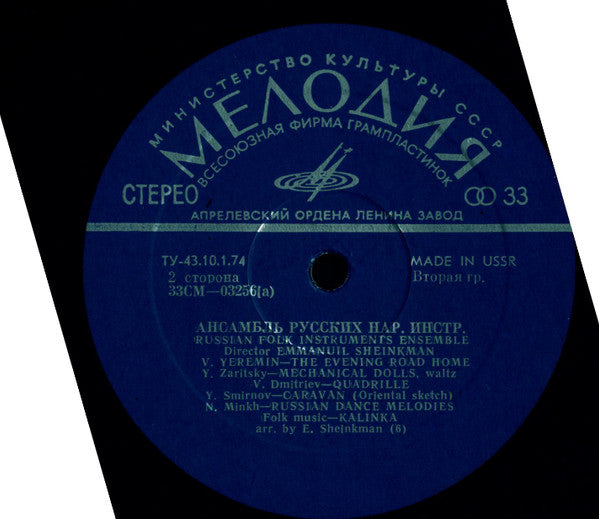 МИНИСТЕРСТВО КУЛЬТУРЫ СССР
МЕЛОДИЯ
ВСЕСОЮЗНАЯ ФИРМА ГРАМПЛАСТИНОК
СТЕРЕО
33
АПРЕЛЕВСКИЙ ОРДЕНА ЛЕНИНА ЗАВОД
ТУ-43.10.1.74
MADE IN USSR
2 сторона
Вторая гр.
33СМ—03256(а)
АНСАМБЛЬ РУССКИХ НАР. ИНСТР.
RUSSIAN FOLK INSTRUMENTS ENSEMBLE
Director EMMANUIL SHEINKMAN
V. YEREMIN—THE EVENING ROAD HOME
Y. Zaritsky—MECHANICAL DOLLS, waltz
V. Dmitriev—QUADRILLE
Y. Smirnov—CARAVAN (Oriental sketch)
N. Minkh—RUSSIAN DANCE MELODIES
Folk music—KALINKA
arr. by E. Sheinkman (6)